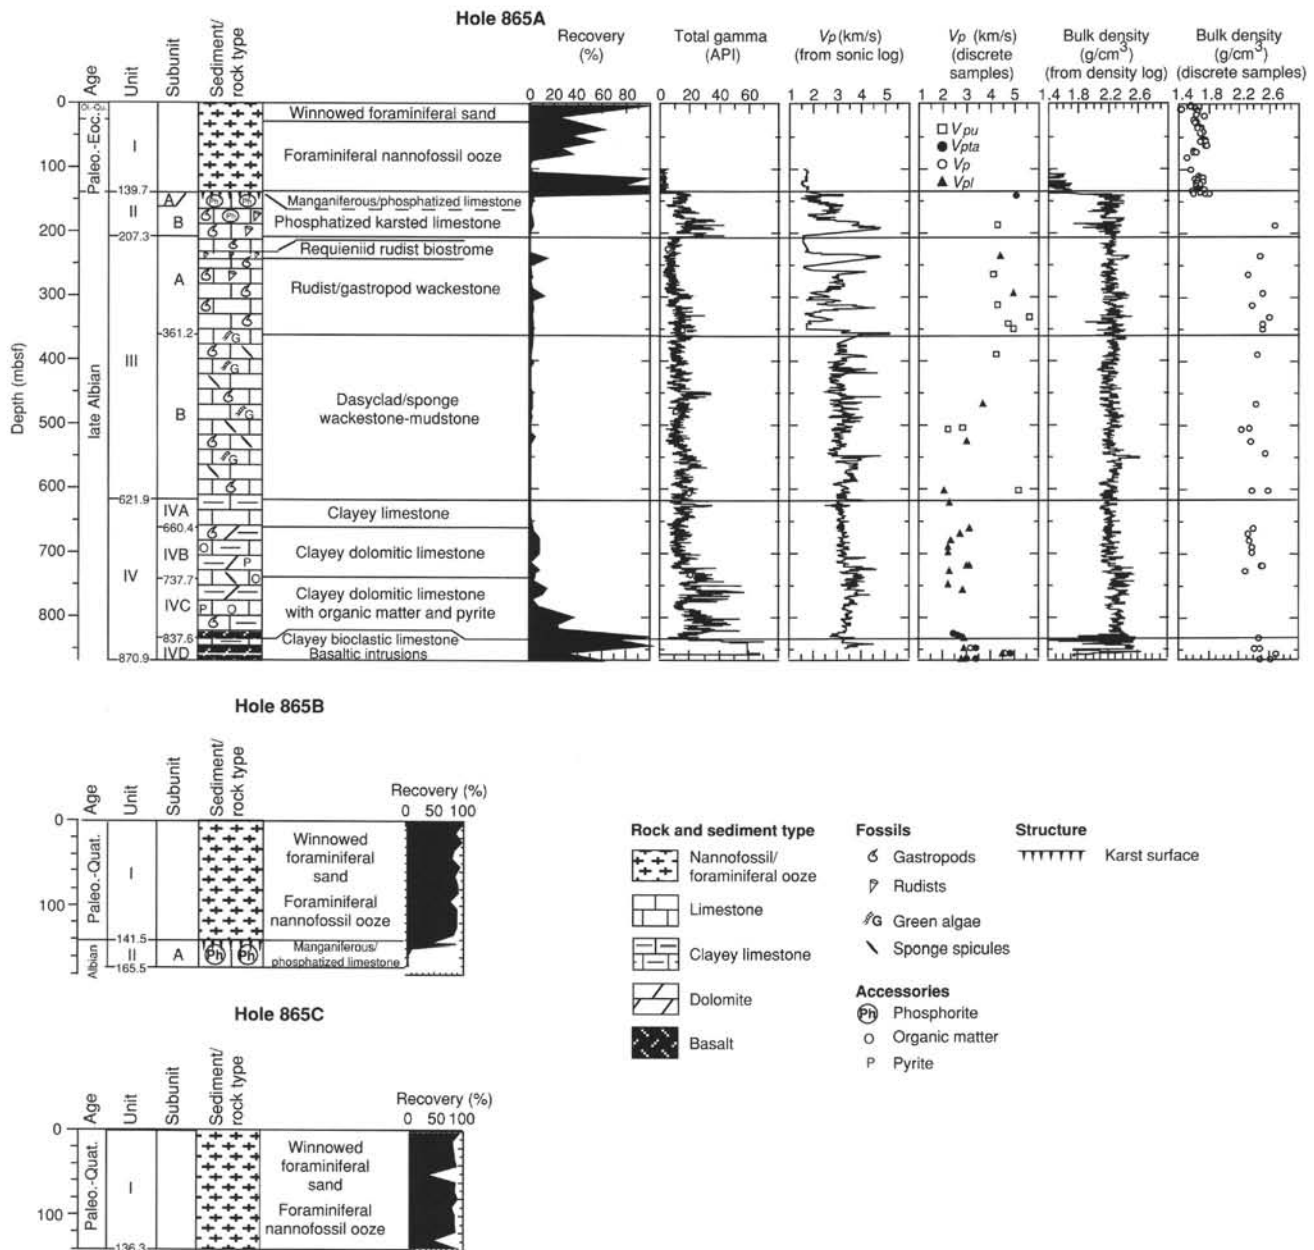 Hole 865A
Age
Unit
Subunit
Sediment/
rock type
Recovery
(%)
Total gamma
(API)
Vp (km/s)
(from sonic log)
Vp (km/s)
(discrete
samples)
Bulk density
(g/cm3)
(from density log)
Bulk density
(g/cm3)
(discrete samples)
0 20 40 60 80
0 20 40 60
1 2 3 4 5
1 2 3 4 5
1.4 1.8 2.2 2.6
1.4 1.8 2.2 2.6
Depth (mbsf)
0
100
200
300
400
500
600
700
800
Paleo.-Eoc.
late Albian
I
139.7
II
207.3
III
621.9
IV
870.9
A
B
A
361.2
B
IVA
660.4
IVB
737.7
IVC
837.6
IVD
Ph Ph
Ph
G
G
G
G
P
P
Winnowed foraminiferal sand
Foraminiferal nannofossil ooze
Manganiferous/phosphatized limestone
Phosphatized karsted limestone
Requieniid rudist biostrome
Rudist/gastropod wackestone
Dasyclad/sponge
wackestone-mudstone
Clayey limestone
Clayey dolomitic limestone
Clayey dolomitic limestone
with organic matter and pyrite
Clayey bioclastic limestone
Basaltic intrusions
Vpu
Vpta
Vp
Vpl
Hole 865B
Age
Unit
Subunit
Sediment/
rock type
Recovery (%)
0 50 100
0
100
Paleo.-Quat.
Albian
I
141.5
II
165.5
A
Ph Ph
Winnowed
foraminiferal
sand
Foraminiferal
nannofossil ooze
Manganiferous/
phosphatized limestone
Hole 865C
Age
Unit
Subunit
Sediment/
rock type
Recovery (%)
0 50 100
0
100
Paleo.-Quat.
I
136.3
Winnowed
foraminiferal
sand
Foraminiferal
nannofossil ooze
Rock and sediment type
Nannofossil/
foraminiferal ooze
Limestone
Clayey limestone
Dolomite
Basalt
Fossils
Gastropods
Rudists
G Green algae
Sponge spicules
Accessories
Ph Phosphorite
Organic matter
P Pyrite
Structure
Karst surface